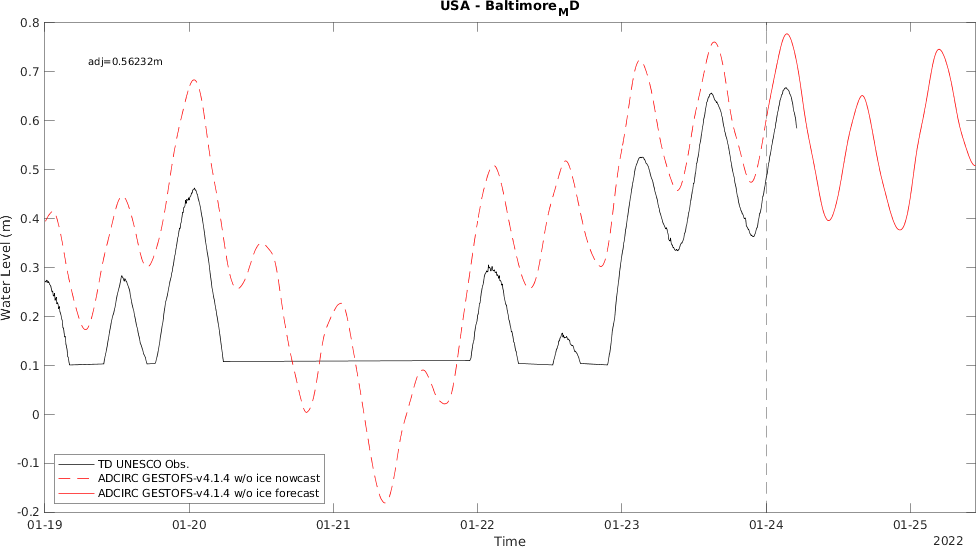 USA - Baltimore_MD
adj=0.56232m
Water Level (m)
0.8
0.7
0.6
0.5
0.4
0.3
0.2
0.1
0
-0.1
-0.2
TD UNESCO Obs.
ADCIRC GESTOFS-v4.1.4 w/o ice nowcast
ADCIRC GESTOFS-v4.1.4 w/o ice forecast
01-19
01-20
01-21
01-22
01-23
01-24
01-25
Time
2022